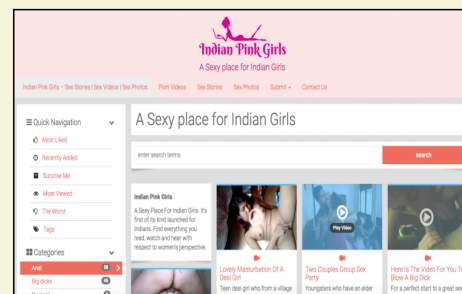 Indian Pink Girls
A Sexy place for Indian Girls
Indian Pink Girls – Sex Stories | Sex Videos | Sex Photos
Porn Videos
Sex Stories
Sex Photos
Submit
Contact Us
Quick Navigation
Most Liked
Recently Added
Surprise Me
Most Viewed
The Worst
Tags
Categories
Anal
Big dicks
A Sexy place for Indian Girls
enter search terms
search
Indian Pink Girls
A Sexy Place For Indian Girls. It's
first of its kind launched for
Indians. Find everything you
read, watch and hear with
respect to women's perspective.
Lovely Masturbation Of A
Desi Girl
Teen desi girl who from a village
Play Video
Two Couples Group Sex
Party
Youngsters who have an elder
Here Is The Video For You T
Blow A Big Dick
For a perfect start to a great sex